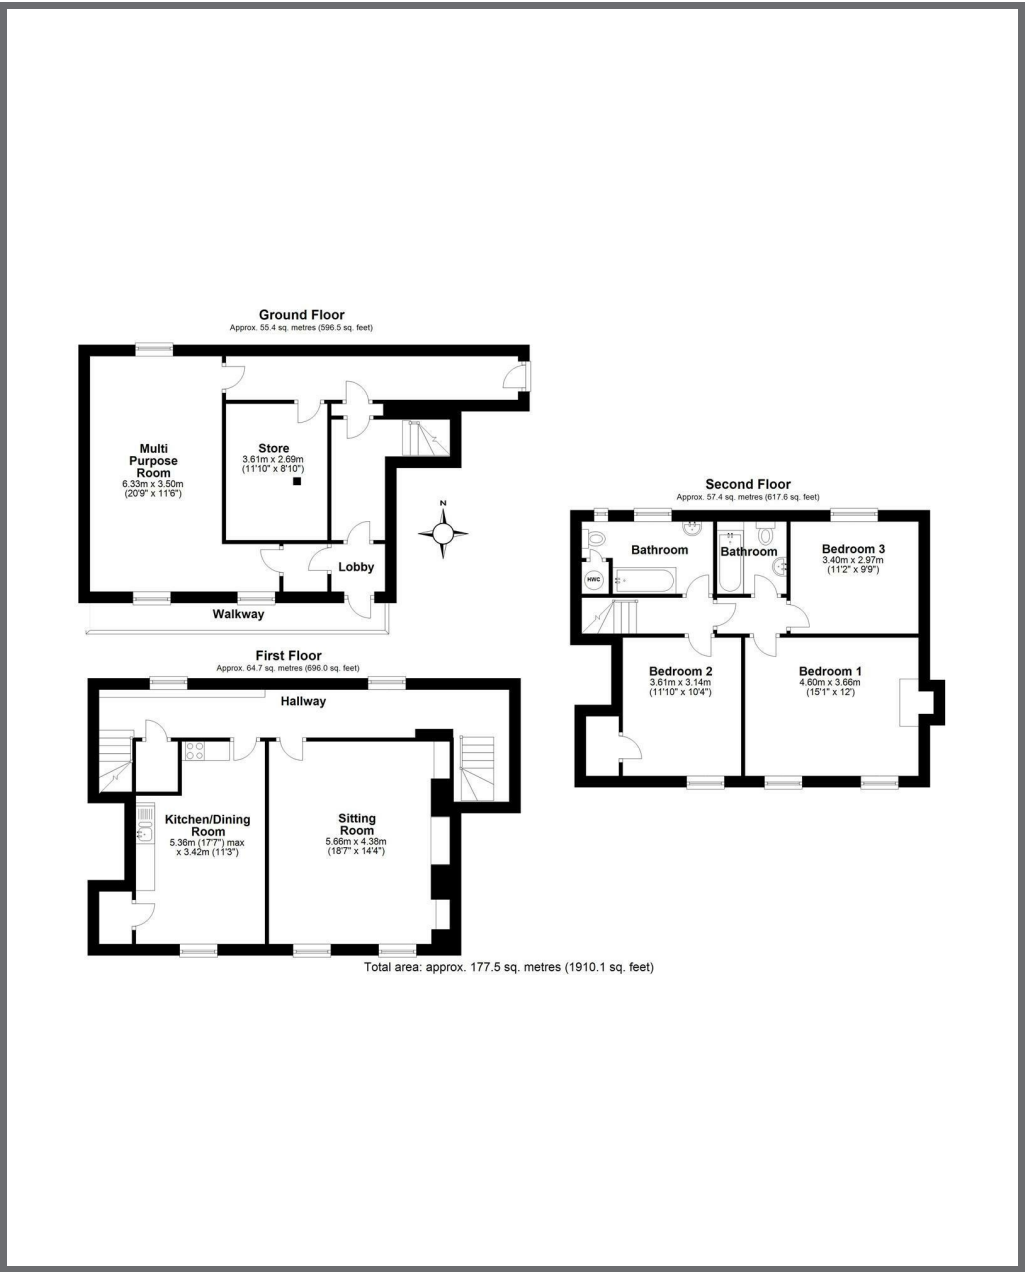 Ground Floor
Approx. 55.4 sq. metres (596.5 sq. feet)
Multi
Purpose
Room
6.33m x 3.50m
(20'9" x 11'6")
Store
3.61m x 2.69m
(11'10" x 8'10")
Lobby
Walkway
N
First Floor
Approx. 64.7 sq. metres (696.0 sq. feet)
Hallway
Kitchen/Dining
Room
5.36m (17'7") max
x 3.42m (11'3")
Sitting
Room
5.66m x 4.38m
(18'7" x 14'4")
Second Floor
Approx. 57.4 sq. metres (617.6 sq. feet)
Bathroom
HWC
Bathroom
Bedroom 3
3.40m x 2.97m
(11'2" x 9'9")
Bedroom 2
3.61m x 3.14m
(11'10" x 10'4")
Bedroom 1
4.60m x 3.66m
(15'1" x 12')
Total area: approx. 177.5 sq. metres (1910.1 sq. feet)